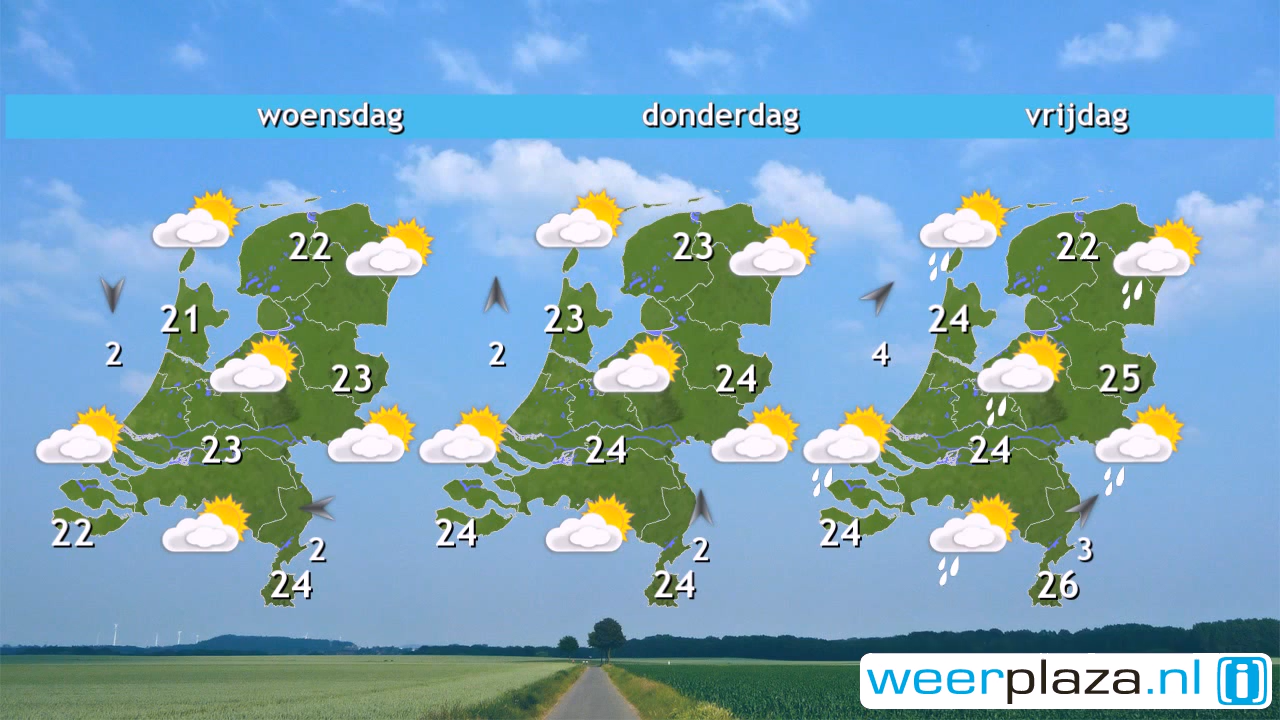 woensdag donderdag vrijdag
22 23 22
21 23 24
2 2 4
23 24 25
23 24 24
22 24 24
2 2 3
24 24 26
weerplaza.nl i